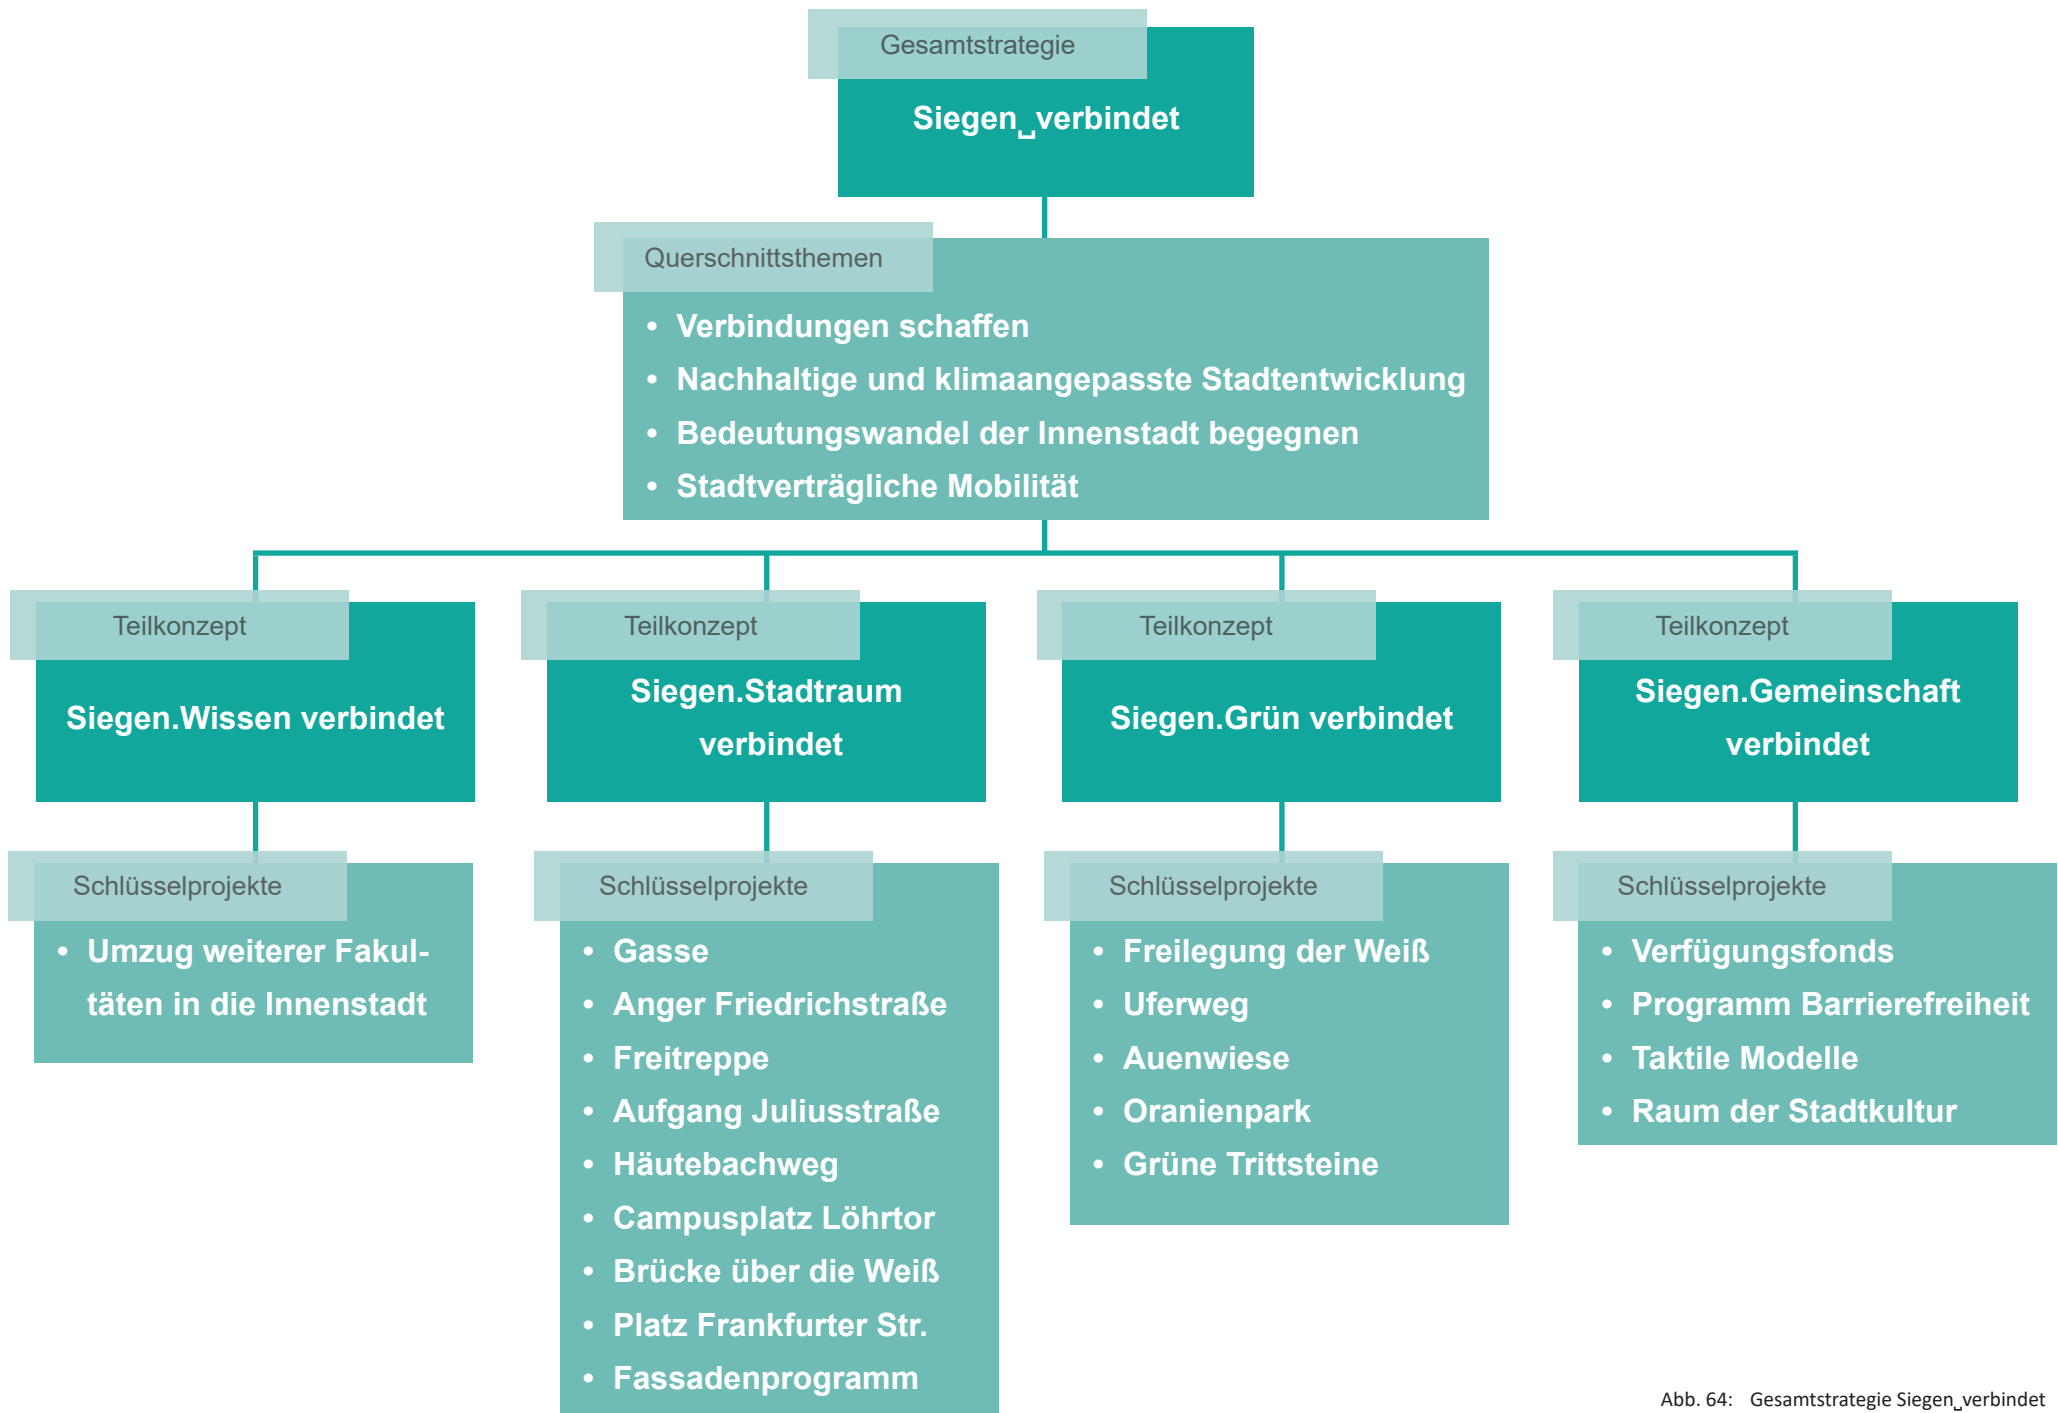 Gesamtstrategie
Siegen␣verbindet
Querschnittsthemen
• Verbindungen schaffen
• Nachhaltige und klimaangepasste Stadtentwicklung
• Bedeutungswandel der Innenstadt begegnen
• Stadtverträgliche Mobilität
Teilkonzept
Siegen.Wissen verbindet
Schlüsselprojekte
• Umzug weiterer Fakul-
täten in die Innenstadt
Teilkonzept
Siegen.Stadtraum
verbindet
Schlüsselprojekte
• Gasse
• Anger Friedrichstraße
• Freitreppe
• Aufgang Juliusstraße
• Häutebachweg
• Campusplatz Löhrtor
• Brücke über die Weiß
• Platz Frankfurter Str.
• Fassadenprogramm
Teilkonzept
Siegen.Grün verbindet
Schlüsselprojekte
• Freilegung der Weiß
• Uferweg
• Auenwiese
• Oranienpark
• Grüne Trittsteine
Teilkonzept
Siegen.Gemeinschaft
verbindet
Schlüsselprojekte
• Verfügungsfonds
• Programm Barrierefreiheit
• Taktile Modelle
• Raum der Stadtkultur
Abb. 64: Gesamtstrategie Siegen␣verbindet